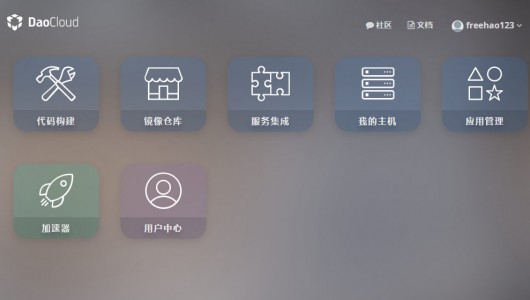 DaoCloud
社区
文档
freehao123
代码构建
镜像仓库
服务集成
我的主机
应用管理
加速器
用户中心